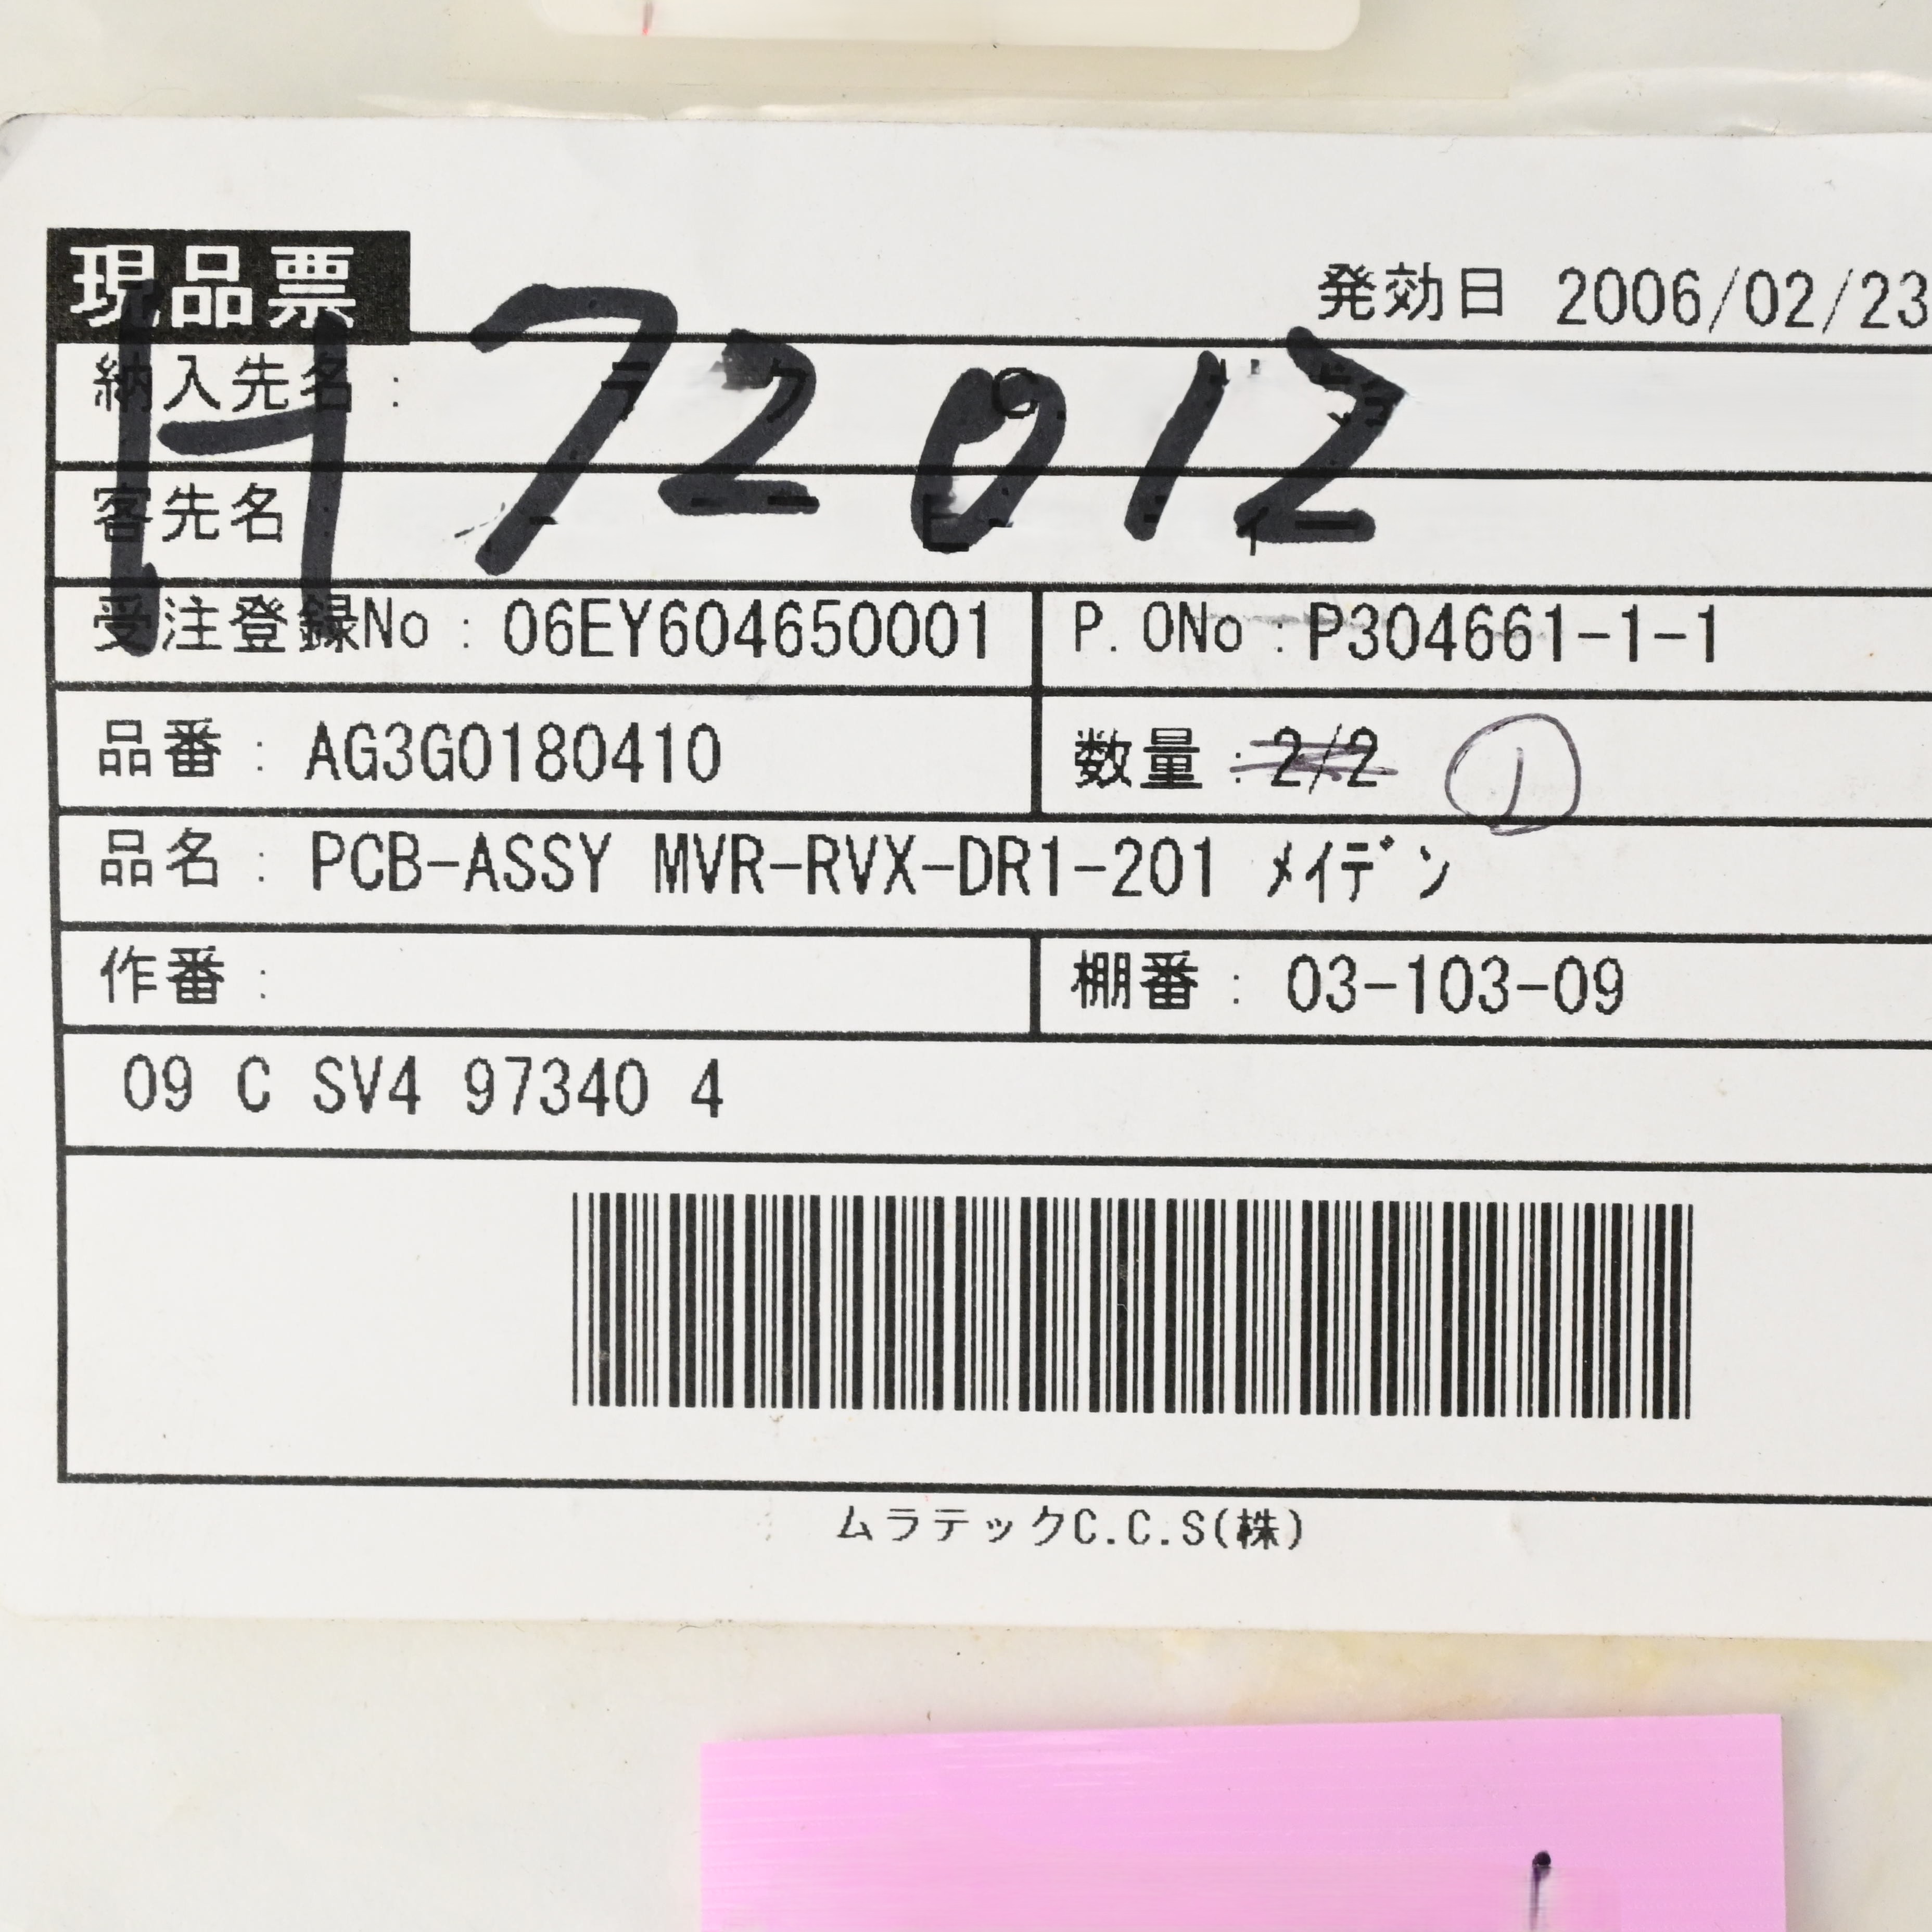 現品票
発効日 2006/02/23
H72012
納入先名:
客先名:
受注登録No : 06EY604650001
P.ONo : P304661-1-1
品番 : AG3G0180410
数量 : 2/2 ①
品名 : PCB-ASSY MVR-RVX-DR1-201 ﾒｲﾃﾞﾝ
作番 :
棚番 : 03-103-09
09 C SV4 97340 4
ムラテックC.C.S(株)